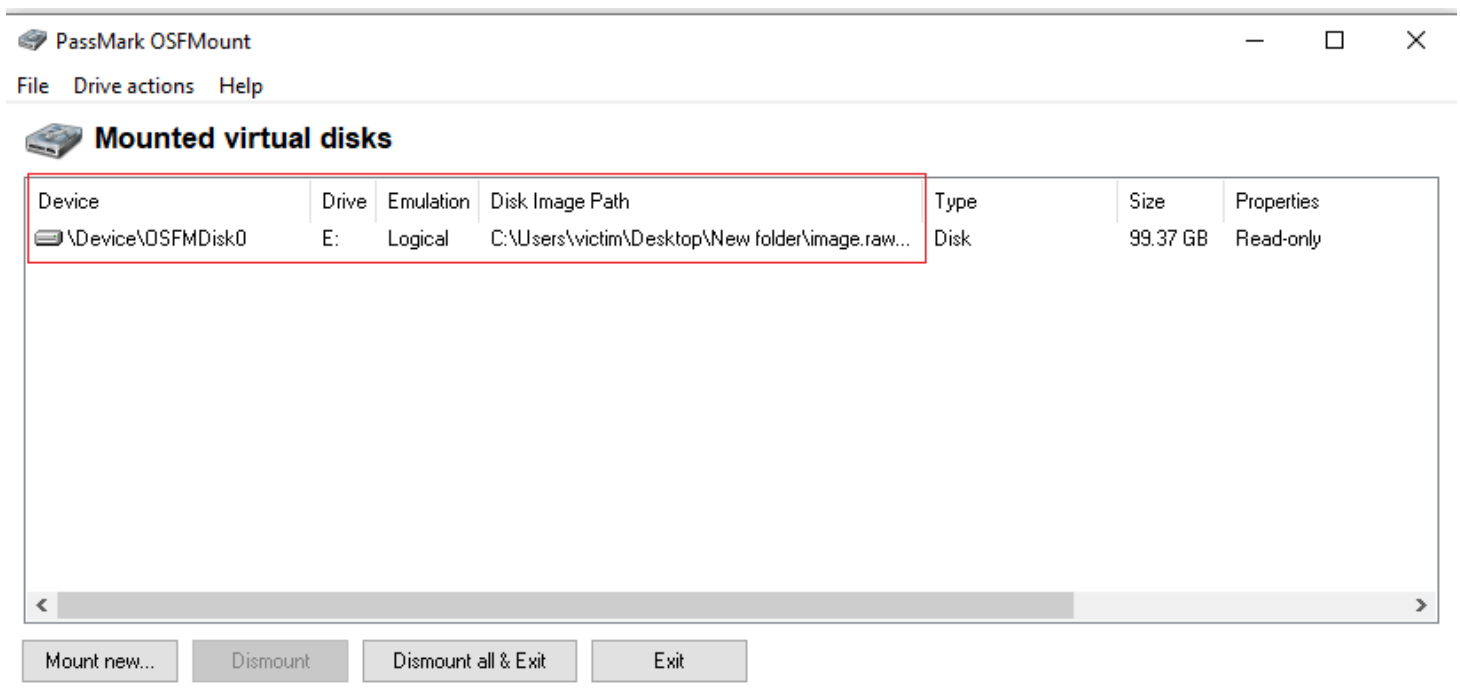 PassMark OSFMount
File Drive actions Help
Mounted virtual disks
Device Drive Emulation Disk Image Path Type Size Properties
\Device\OSFMDisk0 E: Logical C:\Users\victim\Desktop\New folder\image.raw... Disk 99.37 GB Read-only
Mount new... Dismount Dismount all & Exit Exit